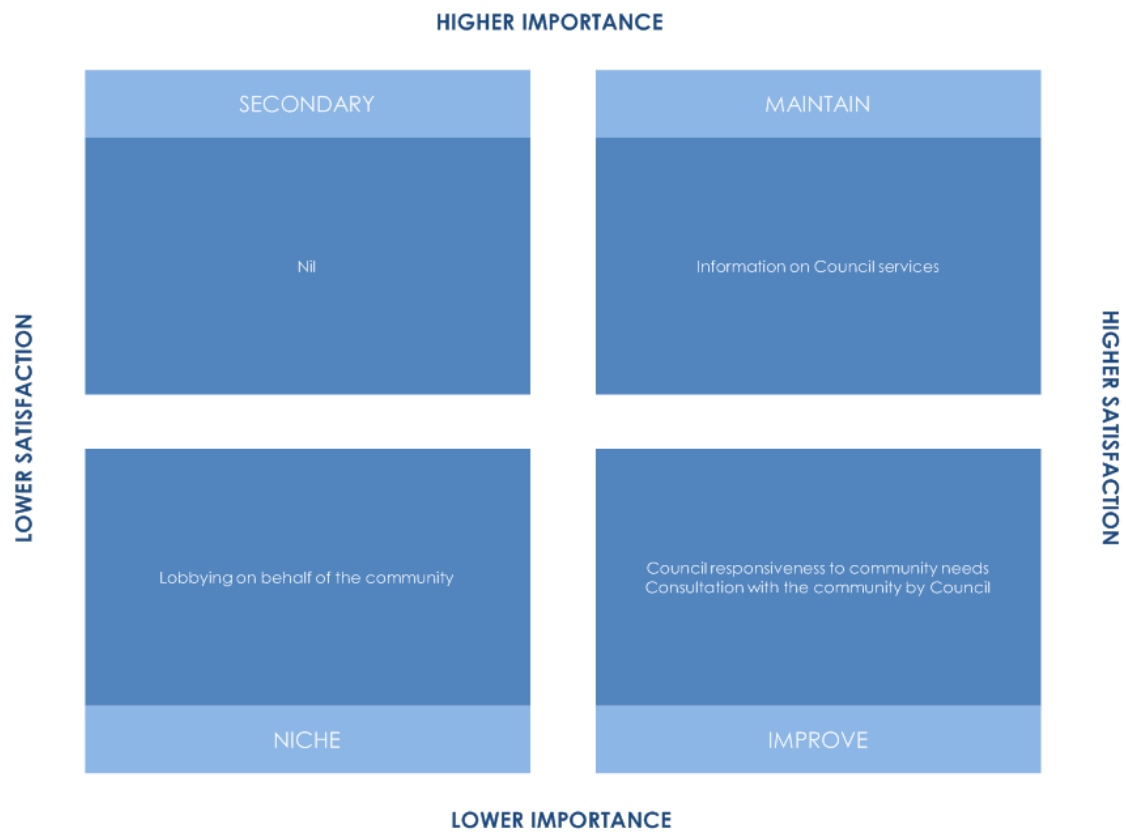 HIGHER IMPORTANCE
SECONDARY
Nil
MAINTAIN
Information on Council services
LOWER SATISFACTION
HIGHER SATISFACTION
Lobbying on behalf of the community
NICHE
Council responsiveness to community needs
Consultation with the community by Council
IMPROVE
LOWER IMPORTANCE